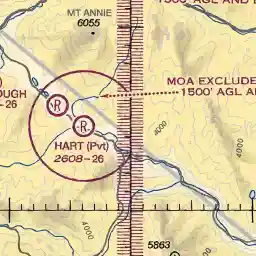 MT ANNIE
6055
1500' AGL AND
OUGH
-26
R
R
HART (Pvt)
2608-26
MOA EXCLUDE
1500' AGL A
4000
4000
4000
4000
5863